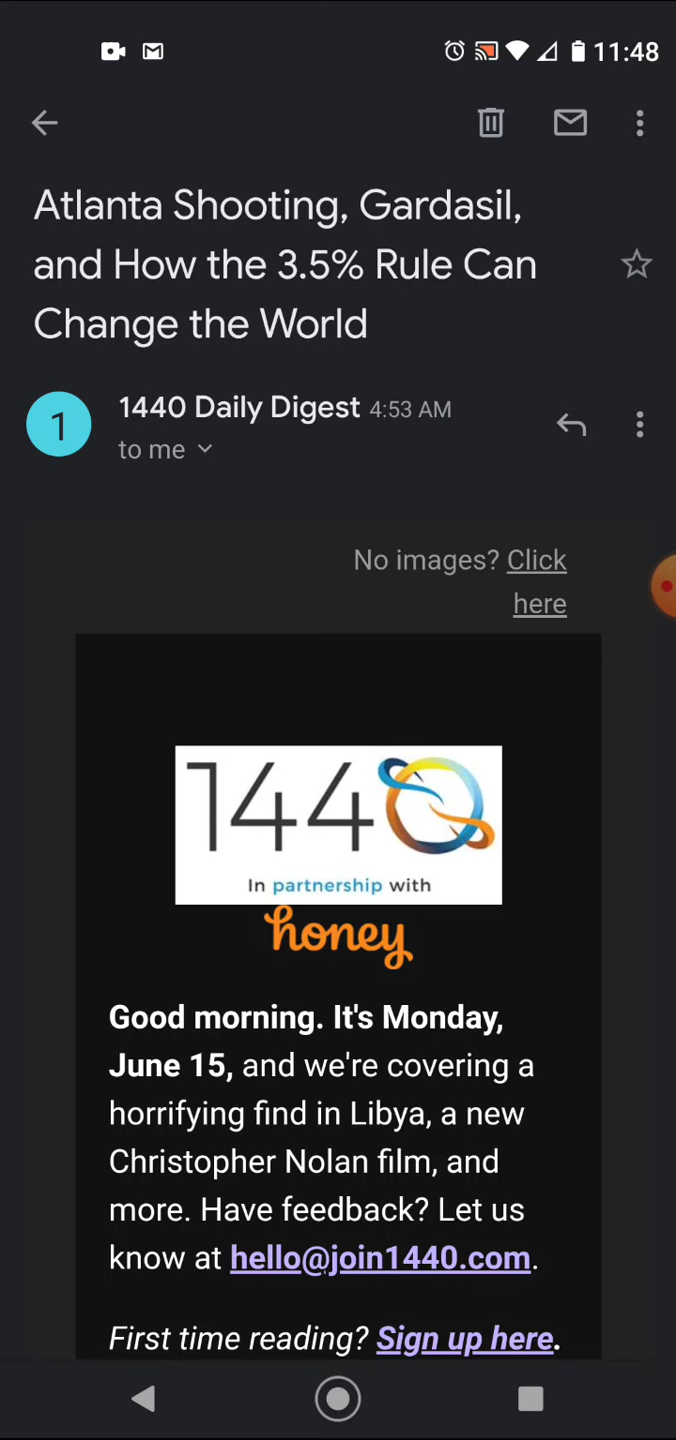 11:48
Atlanta Shooting, Gardasil,
and How the 3.5% Rule Can
Change the World
1
1440 Daily Digest 4:53 AM
to me
No images? Click
here
1440
In partnership with
honey
Good morning. It's Monday,
June 15, and we're covering a
horrifying find in Libya, a new
Christopher Nolan film, and
more. Have feedback? Let us
know at hello@join1440.com.
First time reading? Sign up here.